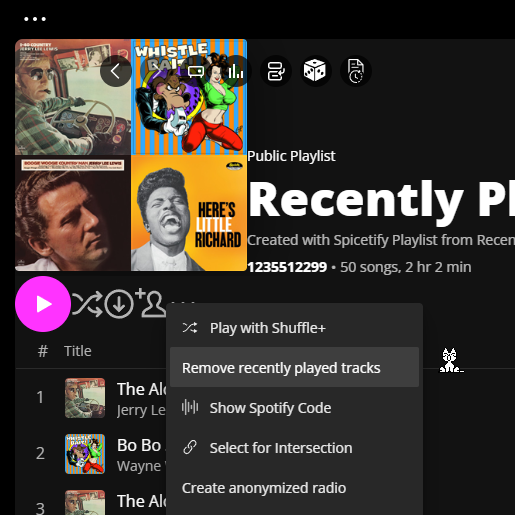 I-40 COUNTRY
JERRY LEE LEWIS
WHISTLE
BAIT!
BOOGIE WOOGIE COUNTRY MAN JERRY LEE LEWIS
HERE'S
LITTLE
RICHARD
Public Playlist
Recently Pl
Created with Spicetify Playlist from Recen
1235512299 • 50 songs, 2 hr 2 min
# Title
Play with Shuffle+
Remove recently played tracks
Show Spotify Code
Select for Intersection
Create anonymized radio
1 The Alc
Jerry Le
2 Bo Bo
Wayne
3 The Alc